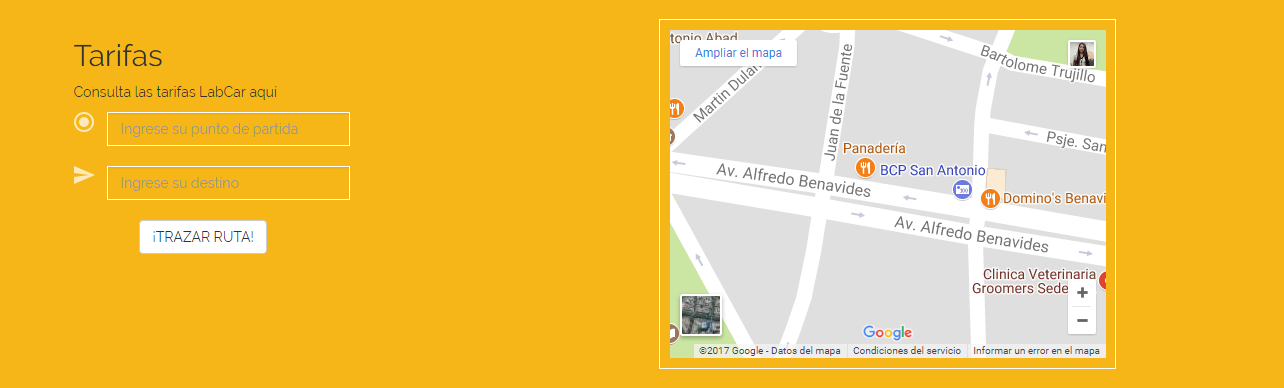 Tarifas
Consulta las tarifas LabCar aquí
Ingrese su punto de partida
Ingrese su destino
¡TRAZAR RUTA!
tonio Abad
Ampliar el mapa
Martin Dulan
Juan de la Fuente
Bartolome Trujillo
Psje. San
Panadería
BCP San Antonio
Av. Alfredo Benavides
Domino's Benavi
Av. Alfredo Benavides
Clinica Veterinaria
Groomers Sede
Google
©2017 Google - Datos del mapa
Condiciones del servicio
Informar un error en el mapa